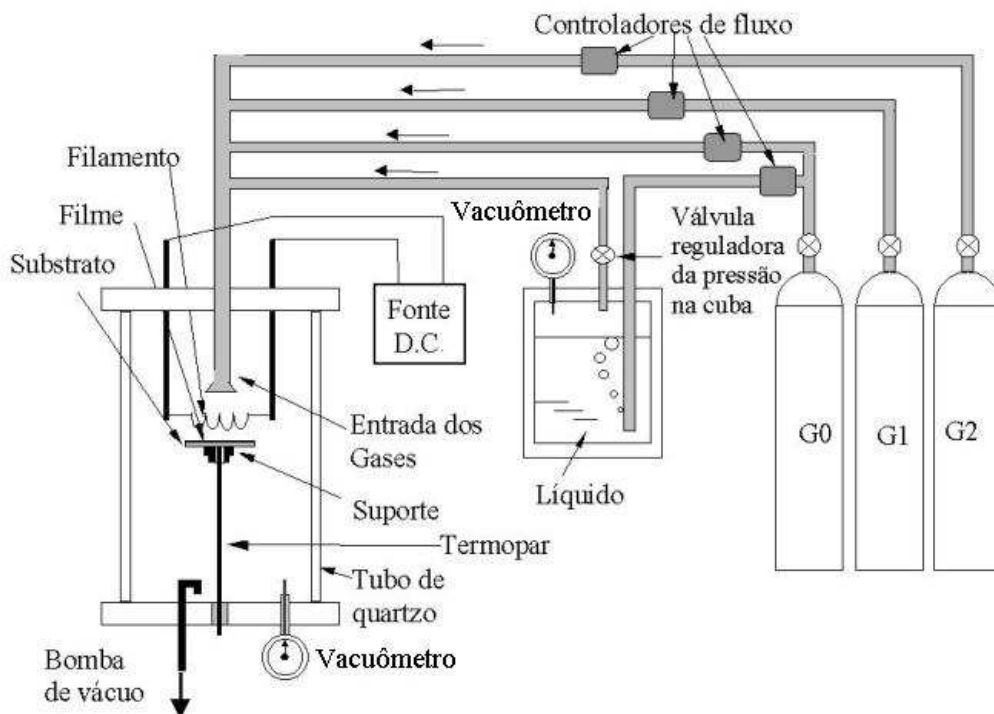 Controladores de fluxo
Filamento
Filme
Substrato
Vacuômetro
Válvula
reguladora
da pressão
na cuba
Fonte
D.C.
Entrada dos
Gases
G0
G1
G2
Líquido
Suporte
Termopar
Tubo de
quartzo
Vacuômetro
Bomba
de vácuo